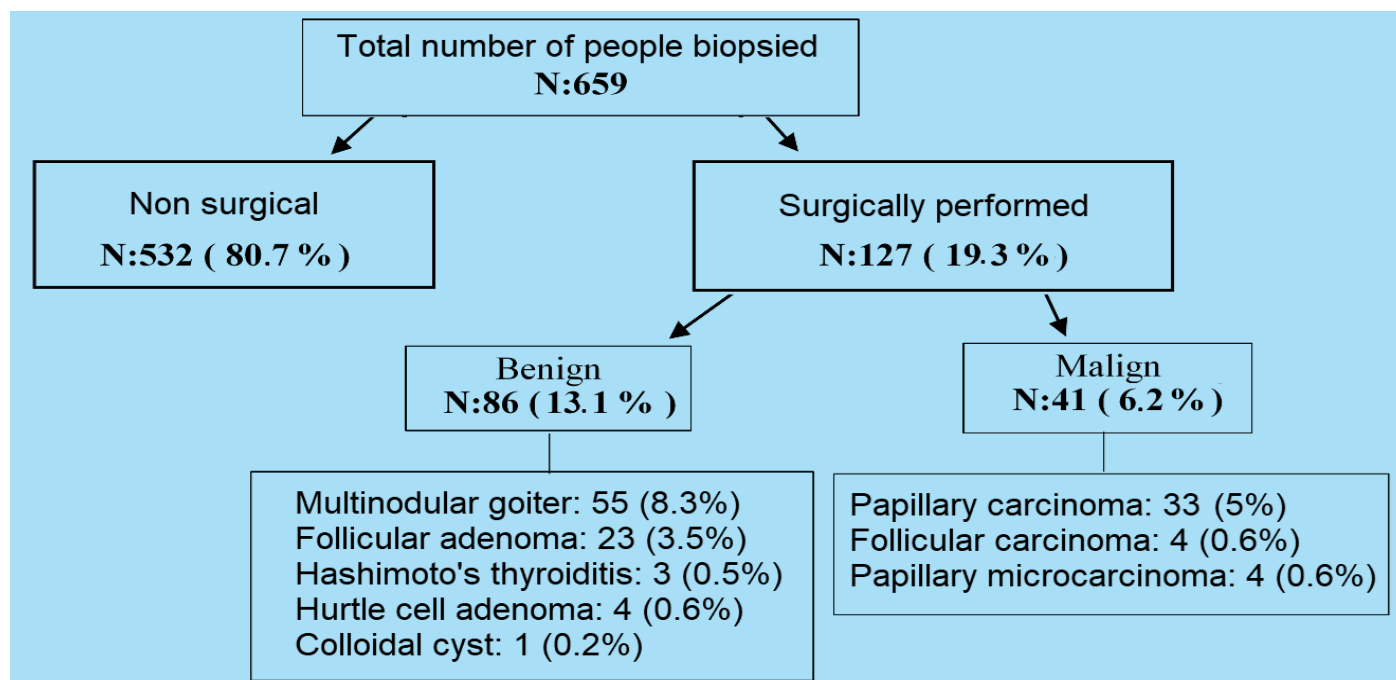 Total number of people biopsied
N:659
Non surgical
N:532 ( 80.7 % )
Surgically performed
N:127 ( 19.3 % )
Benign
N:86 (13.1 % )
Malign
N:41 ( 6.2 % )
Multinodular goiter: 55 (8.3%)
Follicular adenoma: 23 (3.5%)
Hashimoto's thyroiditis: 3 (0.5%)
Hurtle cell adenoma: 4 (0.6%)
Colloidal cyst: 1 (0.2%)
Papillary carcinoma: 33 (5%)
Follicular carcinoma: 4 (0.6%)
Papillary microcarcinoma: 4 (0.6%)